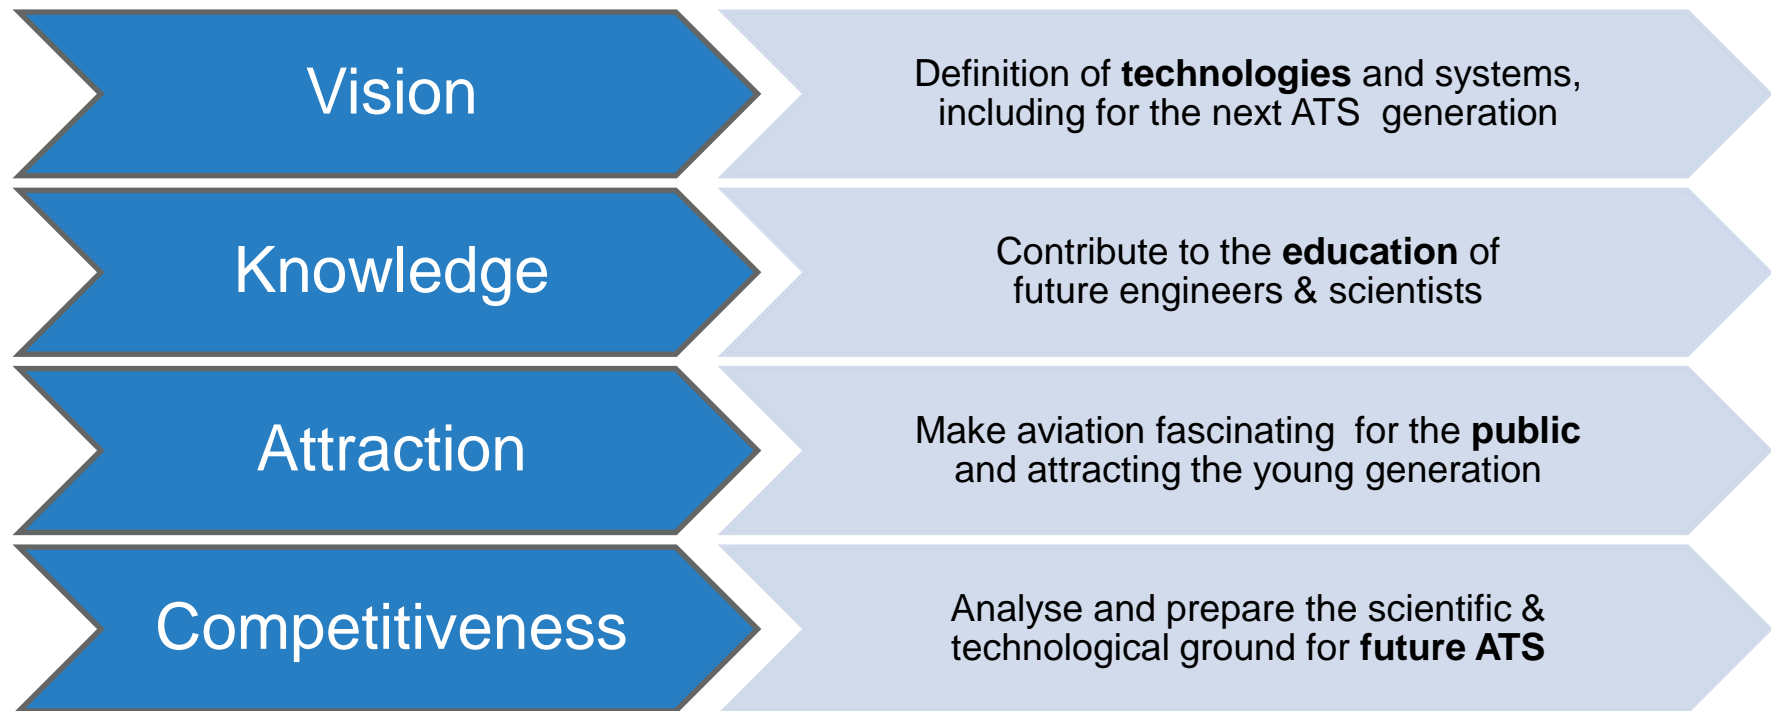 Vision
Definition of technologies and systems,
including for the next ATS  generation
Knowledge
Contribute to the education of
future engineers & scientists
Attraction
Make aviation fascinating  for the public
and attracting the young generation
Competitiveness
Analyse and prepare the scientific &
technological ground for future ATS